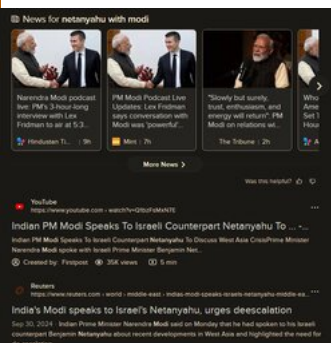 News for netanyahu with modi
Narendra Modi podcast
live: PM's 3-hour-long
interview with Lex
Fridman to air at 5:3...
Hindustan Ti... · 9h
PM Modi Podcast Live
Updates: Lex Fridman
says conversation with
Modi was 'powerful'...
Mint · 7h
"Slowly but surely,
trust, enthusiasm, and
energy will return": PM
Modi on relations wi...
The Tribune · 2h
Who
Ame
Set T
Hou
More News >
Was this helpful?
YouTube
https://www.youtube.com › watch?v=
Indian PM Modi Speaks To Israeli Counterpart Netanyahu To ... -...
Indian PM Modi Speaks To Israeli Counterpart Netanyahu To Discuss West Asia CrisisPrime Minister
Narendra Modi spoke with Israeli Prime Minister Benjamin Net...
Created by: Firstpost 35K views 5 min
Reuters
https://www.reuters.com › world › middle-east › indias-modi-speaks-israels-netanyahu-middle-ea...
India's Modi speaks to Israel's Netanyahu, urges deescalation
Sep 30, 2024 · Indian Prime Minister Narendra Modi said on Monday that he had spoken to his Israeli
counterpart Benjamin Netanyahu about recent developments in West Asia and highlighted the need for